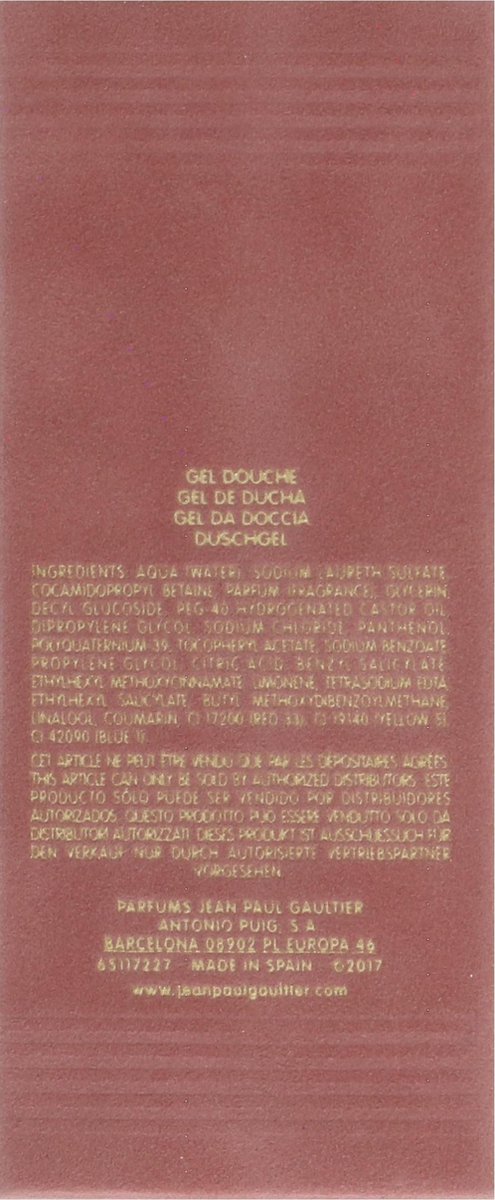 GEL DOUCHE
GEL DE DUCHA
GEL DA DOCCIA
DUSCHGEL
INGREDIENTS: AQUA (WATER), SODIUM LAURETH SULFATE,
COCAMIDOPROPYL BETAINE, PARFUM (FRAGRANCE), GLYCERIN,
DECYL GLUCOSIDE, PEG-40 HYDROGENATED CASTOR OIL,
DIPROPYLENE GLYCOL, SODIUM CHLORIDE, PANTHENOL,
POLYQUATERNIUM-39, TOCOPHERYL ACETATE, SODIUM BENZOATE,
PROPYLENE GLYCOL, CITRIC ACID, BENZYL SALICYLATE,
ETHYLHEXYL METHOXYCINNAMATE, LIMONENE, TETRASODIUM EDTA,
ETHYLHEXYL SALICYLATE, BUTYL METHOXYDIBENZOYLMETHANE,
LINALOOL, COUMARIN, CI 17200 (RED 33), CI 19140 (YELLOW 5),
CI 42090 (BLUE 1).
CET ARTICLE NE PEUT ÊTRE VENDU QUE PAR LES DÉPOSITAIRES AGRÉÉS.
THIS ARTICLE CAN ONLY BE SOLD BY AUTHORIZED DISTRIBUTORS. ESTE
PRODUCTO SÓLO PUEDE SER VENDIDO POR DISTRIBUIDORES
AUTORIZADOS. QUESTO PRODOTTO PUO ESSERE VENDUTTO SOLO DA
DISTRIBUTORI AUTORIZZATI. DIESES PRODUKT IST AUSSCHLIESSLICH FÜR
DEN VERKAUF NUR DURCH AUTORISIERTE VERTRIEBSPARTNER
VORGESEHEN.
PARFUMS JEAN PAUL GAULTIER
ANTONIO PUIG, S.A.
BARCELONA 08902 PL EUROPA 46
65117227 MADE IN SPAIN ©2017
www.jeanpaulgaultier.com